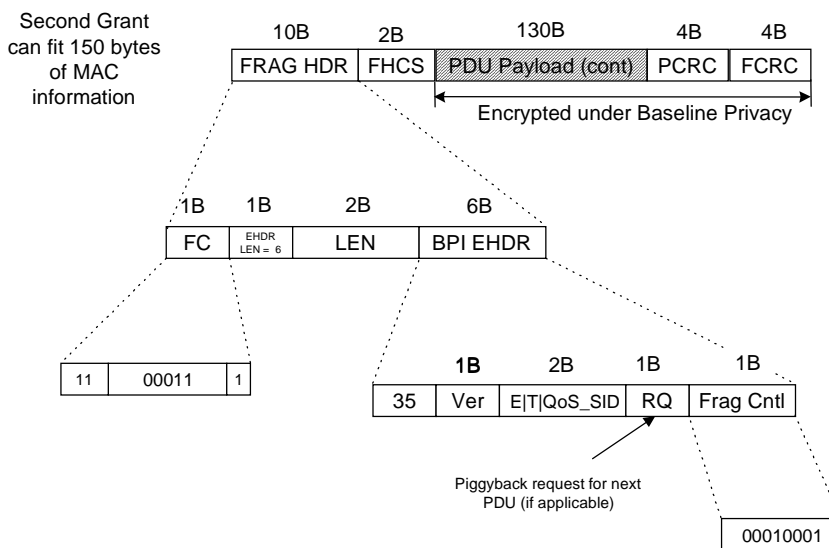 Second Grant
can fit 150 bytes
of MAC
information
10B 2B 130B 4B 4B
FRAG HDR FHCS PDU Payload (cont) PCRC FCRC
Encrypted under Baseline Privacy
1B 1B 2B 6B
FC EHDR LEN = 6 LEN BPI EHDR
11 00011 1
1B 2B 1B 1B
35 Ver E|T|QoS_SID RQ Frag Cntl
Piggyback request for next
PDU (if applicable)
00010001